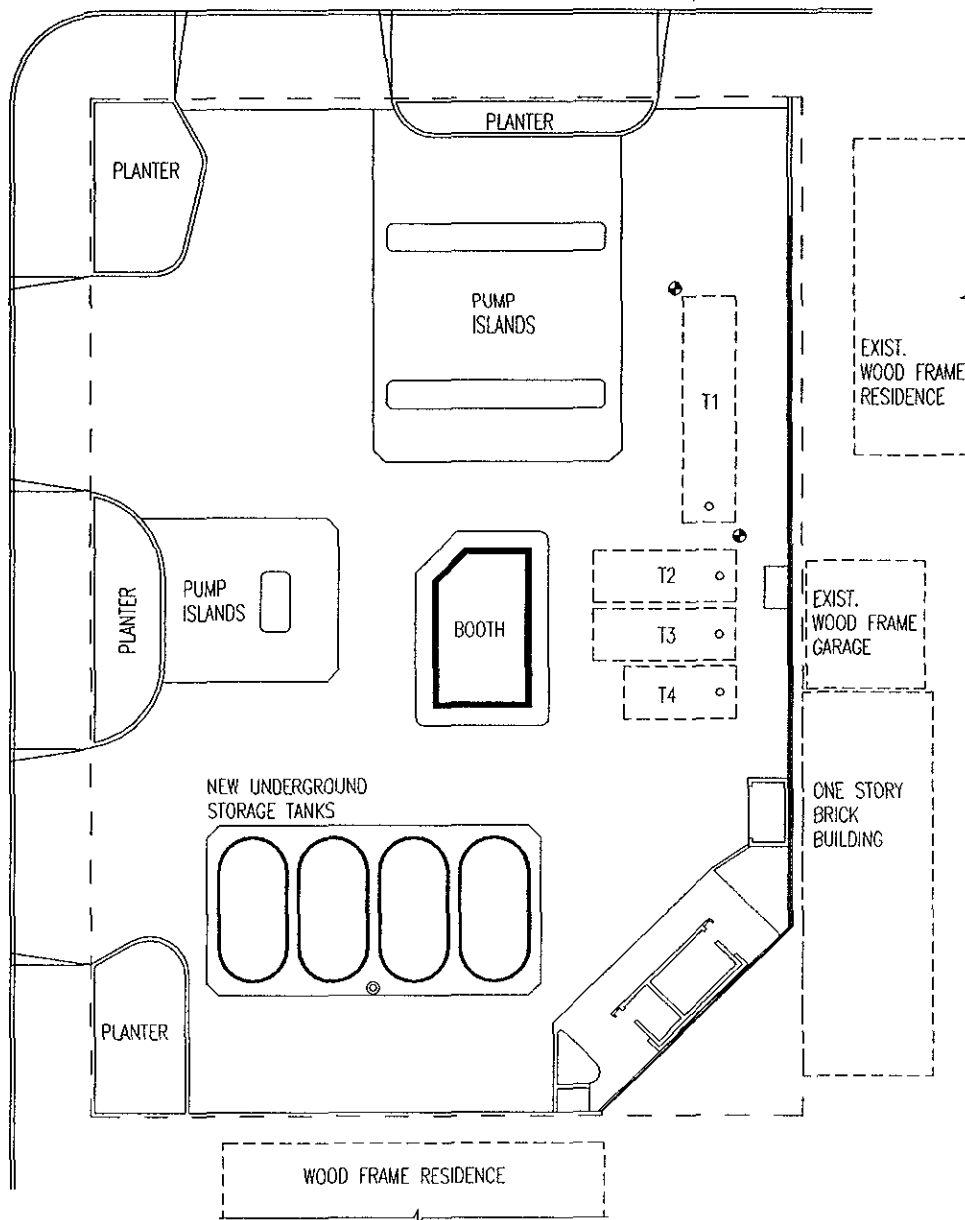 PLANTER
PLANTER
PUMP
ISLANDS
EXIST.
WOOD FRAME
RESIDENCE
T1
T2
PLANTER
PUMP
ISLANDS
BOOTH
T3
EXIST.
WOOD FRAME
GARAGE
T4
NEW UNDERGROUND
STORAGE TANKS
ONE STORY
BRICK
BUILDING
PLANTER
WOOD FRAME RESIDENCE